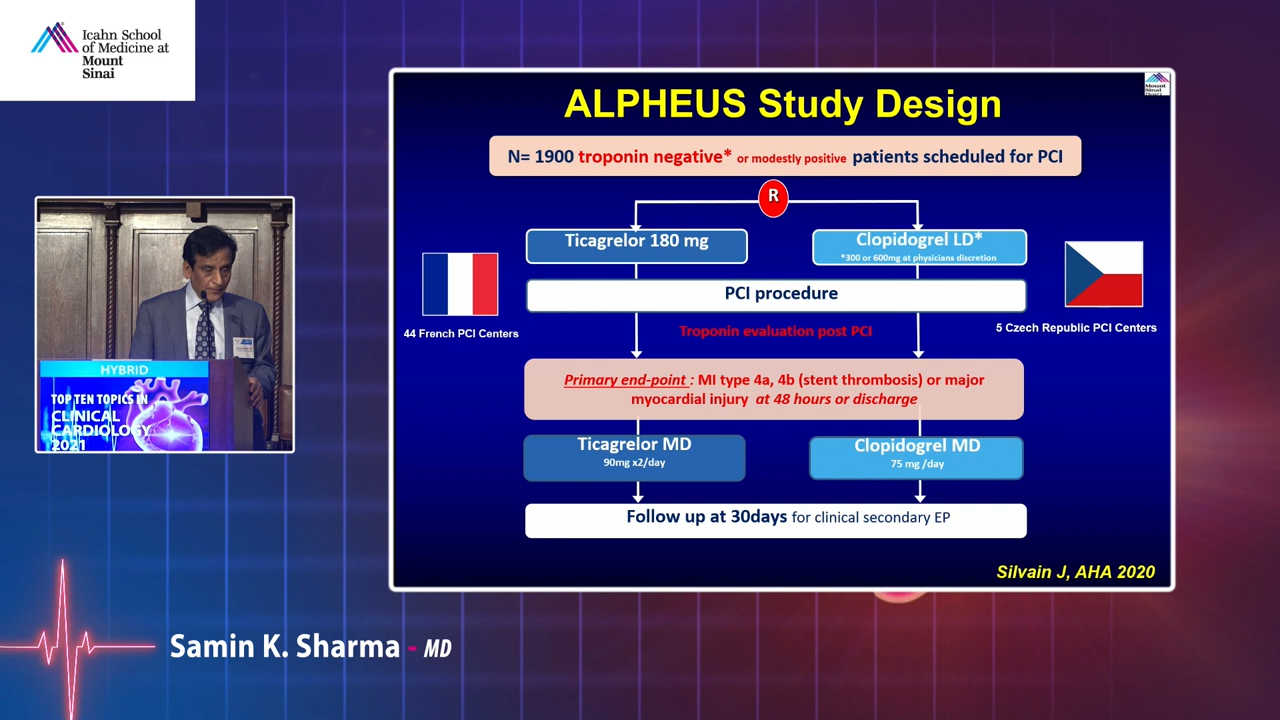 Icahn School
of Medicine at
Mount
Sinai
ALPHEUS Study Design
N= 1900 troponin negative* or modestly positive patients scheduled for PCI
R
Ticagrelor 180 mg
Clopidogrel LD*
*300 or 600mg at physicians discretion
PCI procedure
44 French PCI Centers
5 Czech Republic PCI Centers
Troponin evaluation post PCI
Primary end-point : MI type 4a, 4b (stent thrombosis) or major
myocardial injury at 48 hours or discharge
Ticagrelor MD
90mg x2/day
Clopidogrel MD
75 mg /day
Follow up at 30days for clinical secondary EP
Silvain J, AHA 2020
HYBRID
TOP TEN TOPICS IN
CLINICAL
CARDIOLOGY
2021
Samin K. Sharma - MD